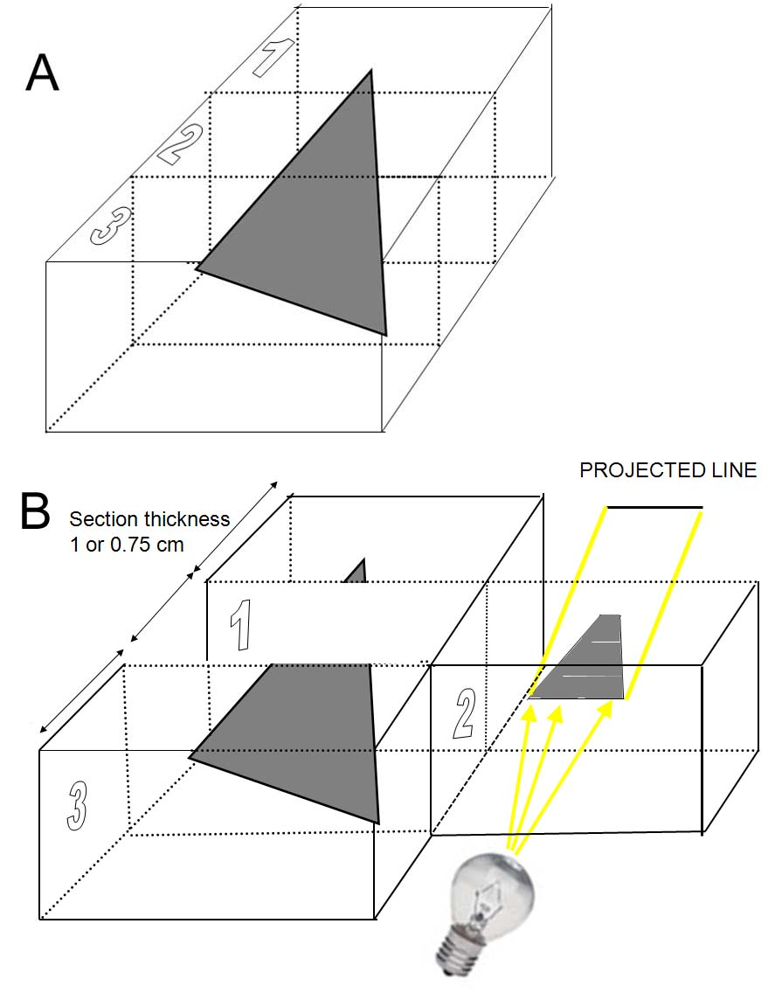 A
1
2
3
PROJECTED LINE
B
Section thickness
1 or 0.75 cm
1
2
3